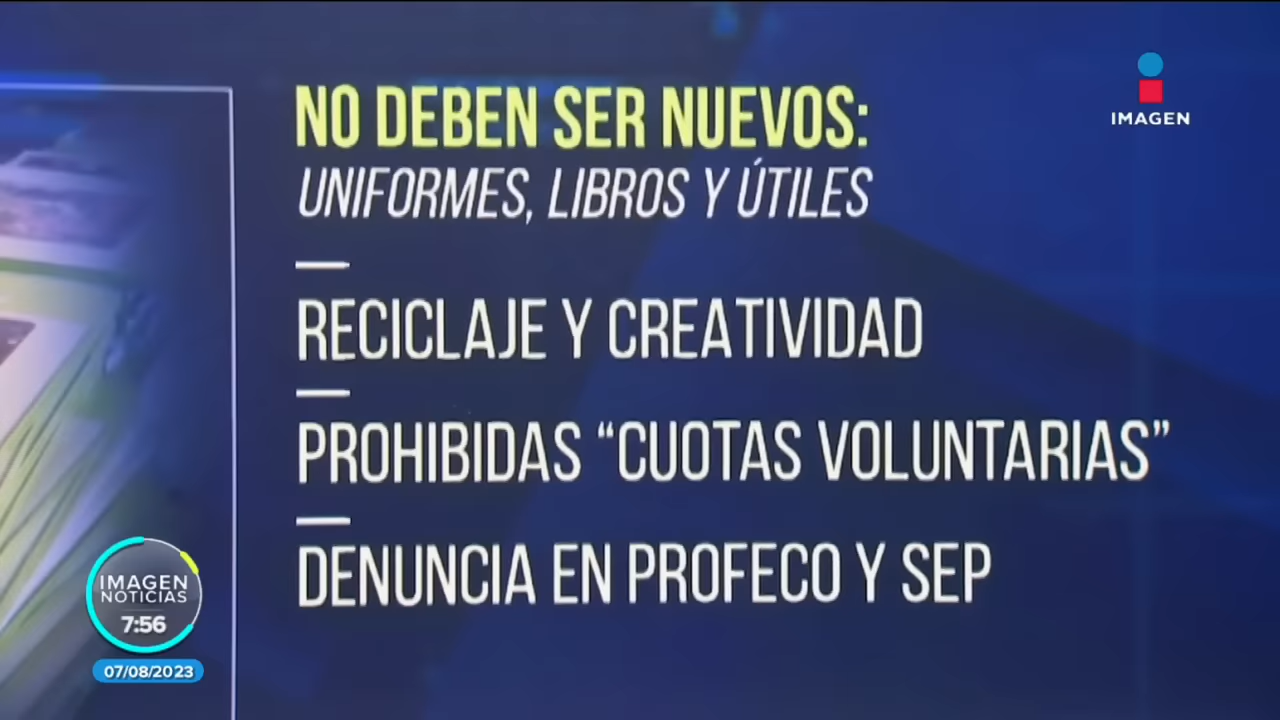 NO DEBEN SER NUEVOS:
UNIFORMES, LIBROS Y ÚTILES
RECICLAJE Y CREATIVIDAD
PROHIBIDAS “CUOTAS VOLUNTARIAS”
DENUNCIA EN PROFECO Y SEP
IMAGEN
IMAGEN
NOTICIAS
7:56
07/08/2023